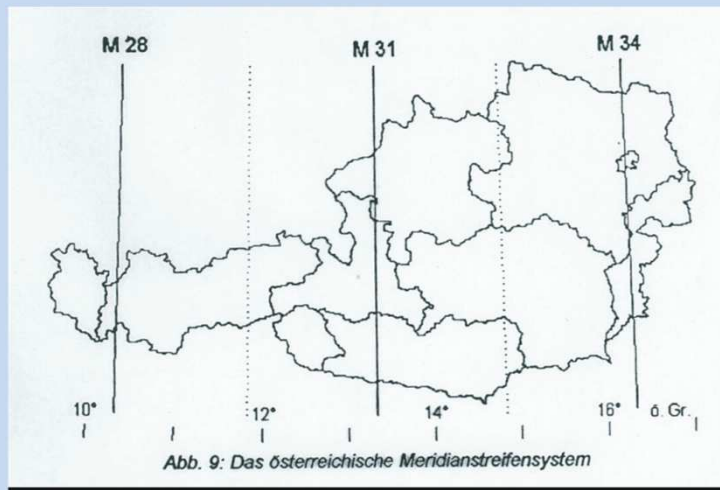 M 28 M 31 M 34
10° 12° 14° 16° ö. Gr.
Abb. 9: Das österreichische Meridianstreifensystem